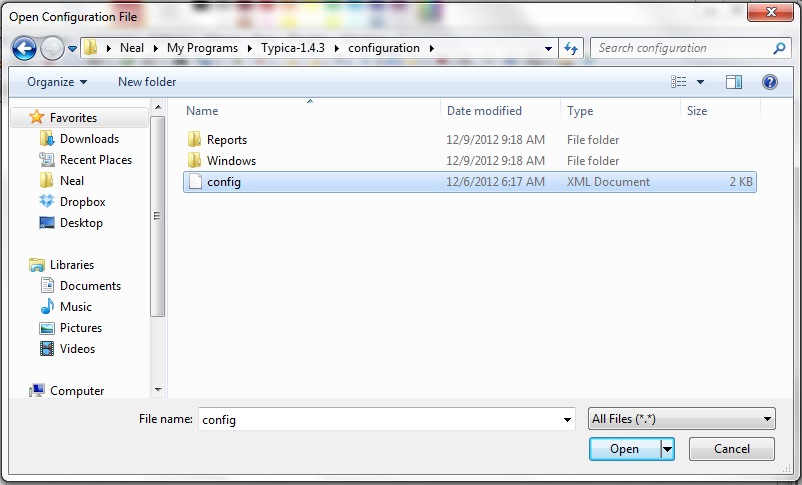 Open Configuration File
Neal My Programs Typica-1.4.3 configuration Search configuration
Organize New folder
Name Date modified Type Size
Favorites
Downloads
Recent Places
Neal
Dropbox
Desktop
Libraries
Documents
Music
Pictures
Videos
Computer
Reports 12/9/2012 9:18 AM File folder
Windows 12/9/2012 9:18 AM File folder
config 12/6/2012 6:17 AM XML Document 2 KB
File name: config All Files (*.*)
Open Cancel